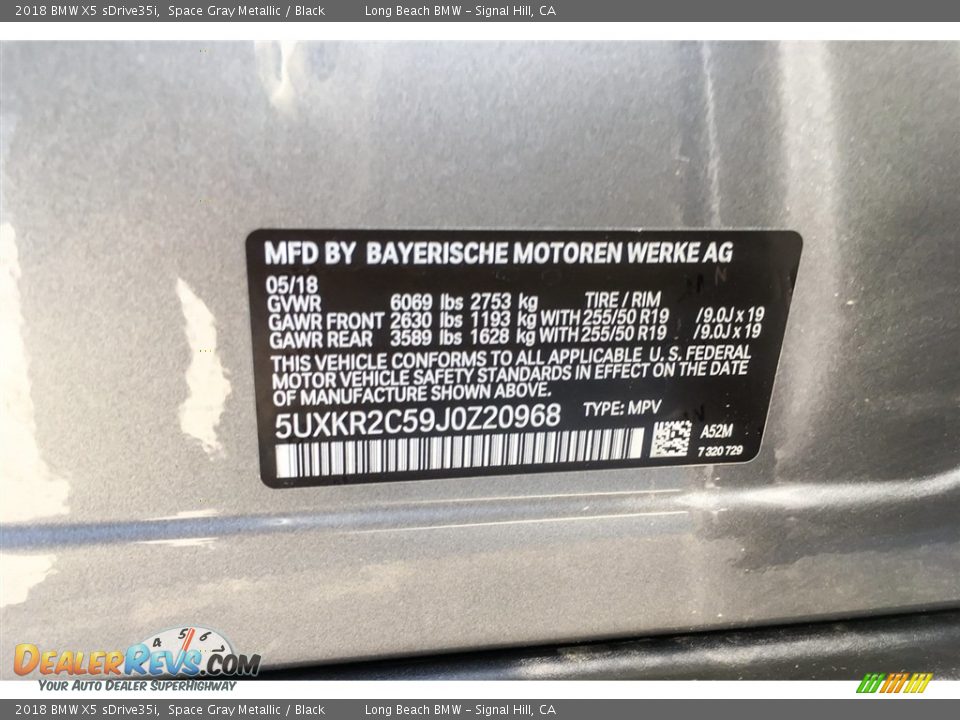 2018 BMW X5 sDrive35i, Space Gray Metallic / Black Long Beach BMW - Signal Hill, CA
MFD BY BAYERISCHE MOTOREN WERKE AG
05/18
GVWR 6069 lbs 2753 kg TIRE / RIM
GAWR FRONT 2630 lbs 1193 kg WITH 255/50 R19 /9.0J x 19
GAWR REAR 3589 lbs 1628 kg WITH 255/50 R19 /9.0J x 19
THIS VEHICLE CONFORMS TO ALL APPLICABLE U. S. FEDERAL
MOTOR VEHICLE SAFETY STANDARDS IN EFFECT ON THE DATE
OF MANUFACTURE SHOWN ABOVE.
5UXKR2C59J0Z20968 TYPE: MPV
A52M
7 320 729
4 5 6 7
DEALERREVS.COM
YOUR AUTO DEALER SUPERHIGHWAY
2018 BMW X5 sDrive35i, Space Gray Metallic / Black Long Beach BMW - Signal Hill, CA